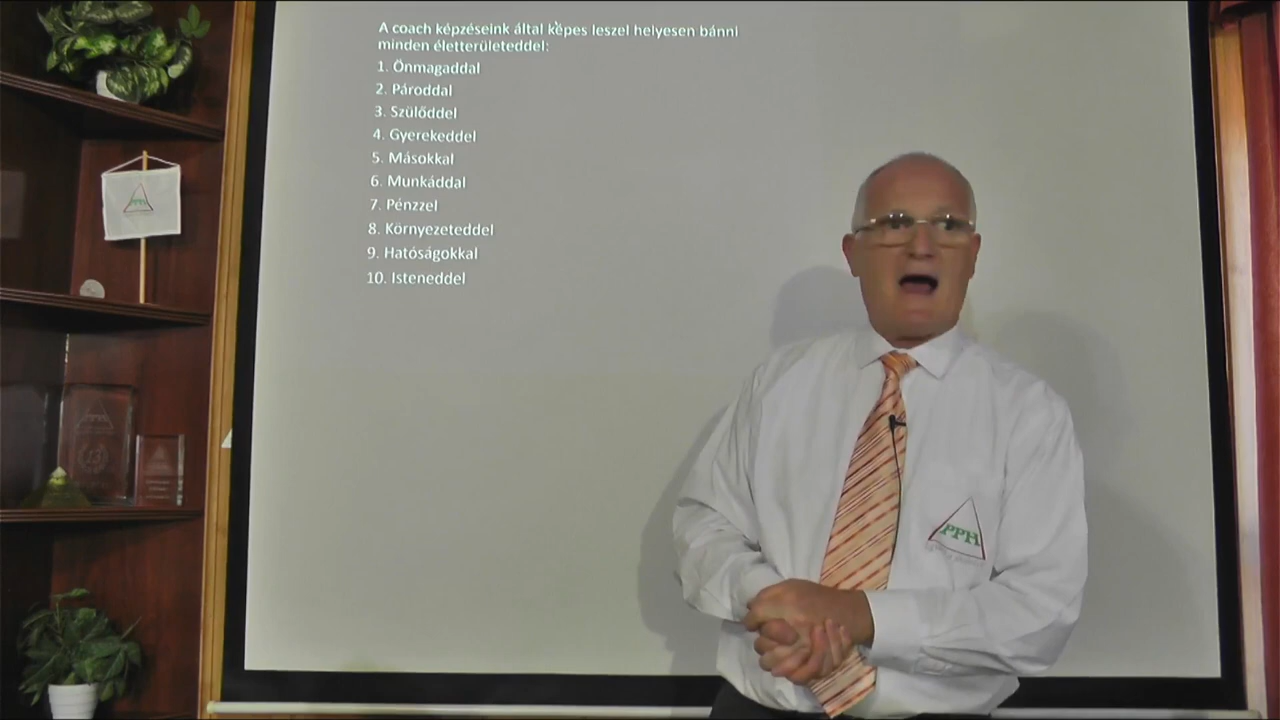 A coach képzéseink által képes leszel helyesen bánni
minden életterületeddel:
1. Önmagaddal
2. Pároddal
3. Szülőddel
4. Gyerekeddel
5. Másokkal
6. Munkáddal
7. Pénzzel
8. Környezeteddel
9. Hatóságokkal
10. Isteneddel
PPH
PPH